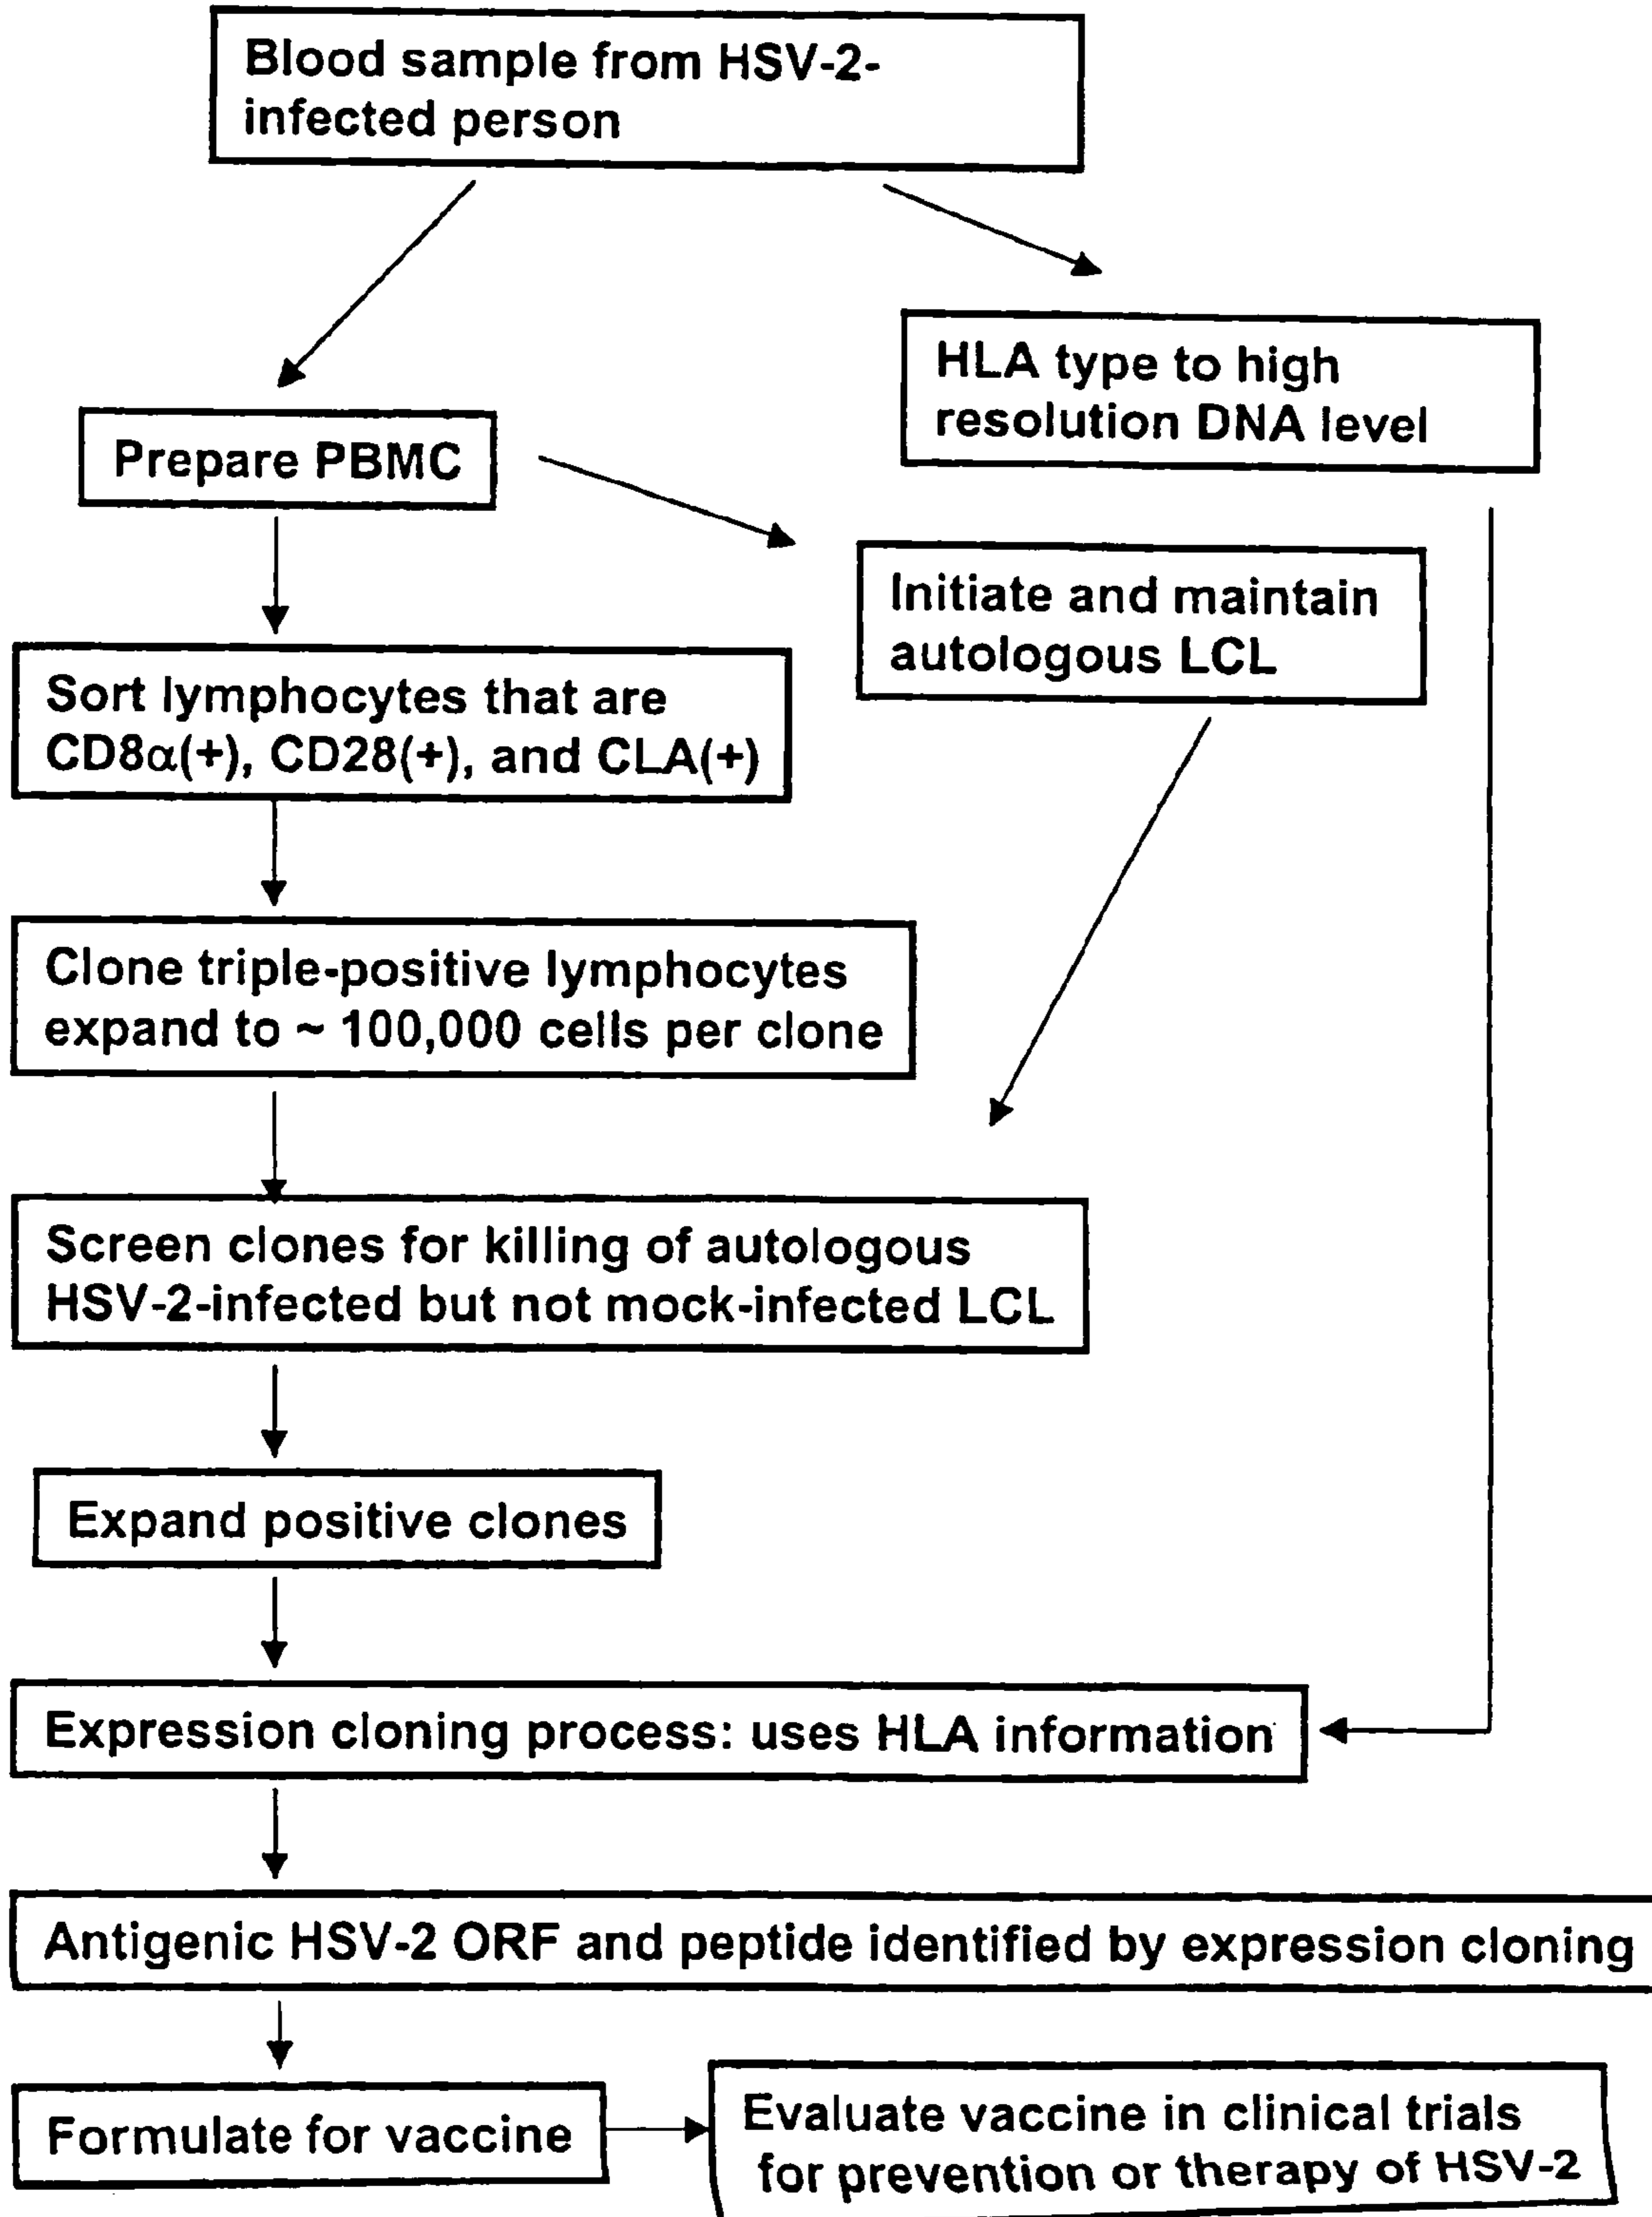 Blood sample from HSV-2-
infected person
HLA type to high
resolution DNA level
Prepare PBMC
Initiate and maintain
autologous LCL
Sort lymphocytes that are
CD8α(+), CD28(+), and CLA(+)
Clone triple-positive lymphocytes
expand to ~ 100,000 cells per clone
Screen clones for killing of autologous
HSV-2-infected but not mock-infected LCL
Expand positive clones
Expression cloning process: uses HLA information
Antigenic HSV-2 ORF and peptide identified by expression cloning
Formulate for vaccine
Evaluate vaccine in clinical trials
for prevention or therapy of HSV-2